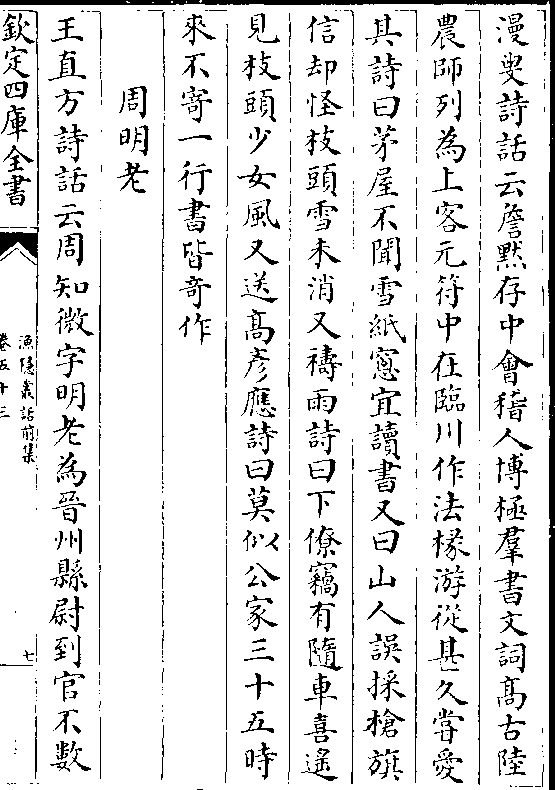 漫叟詩話云詹黙存中會稽人博極羣書文詞髙古陸
農師列為上客元符中在臨川作法椽游從甚久嘗愛
其詩曰茅屋不聞雪紙窻宜讀書又曰山人誤採槍旗
信却怪枝頭雪未消又禱雨詩曰下僚竊有隨車喜遙
見枝頭少女風又送髙彦應詩曰莫似公家三十五時
來不寄一行書皆竒作
周明老
王直方詩話云周知微字明老為晉州縣尉到官不數
欽定四庫全書
漁隱叢話前集
卷五十三
七